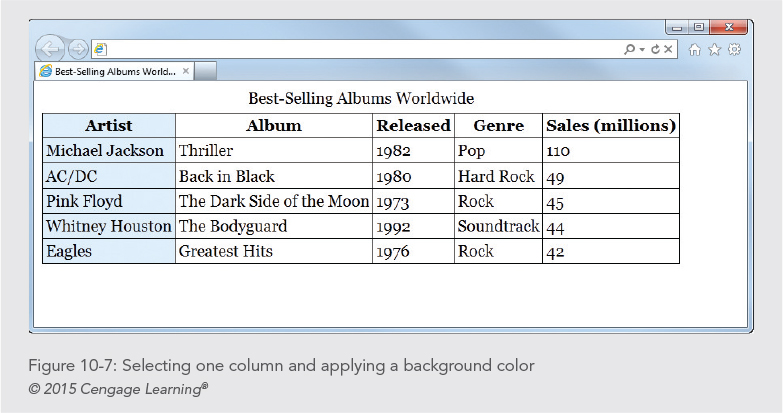 Best-Selling Albums World...
Best-Selling Albums Worldwide
Artist Album Released Genre Sales (millions)
Michael Jackson Thriller 1982 Pop 110
AC/DC Back in Black 1980 Hard Rock 49
Pink Floyd The Dark Side of the Moon 1973 Rock 45
Whitney Houston The Bodyguard 1992 Soundtrack 44
Eagles Greatest Hits 1976 Rock 42
Figure 10-7: Selecting one column and applying a background color
© 2015 Cengage Learning®